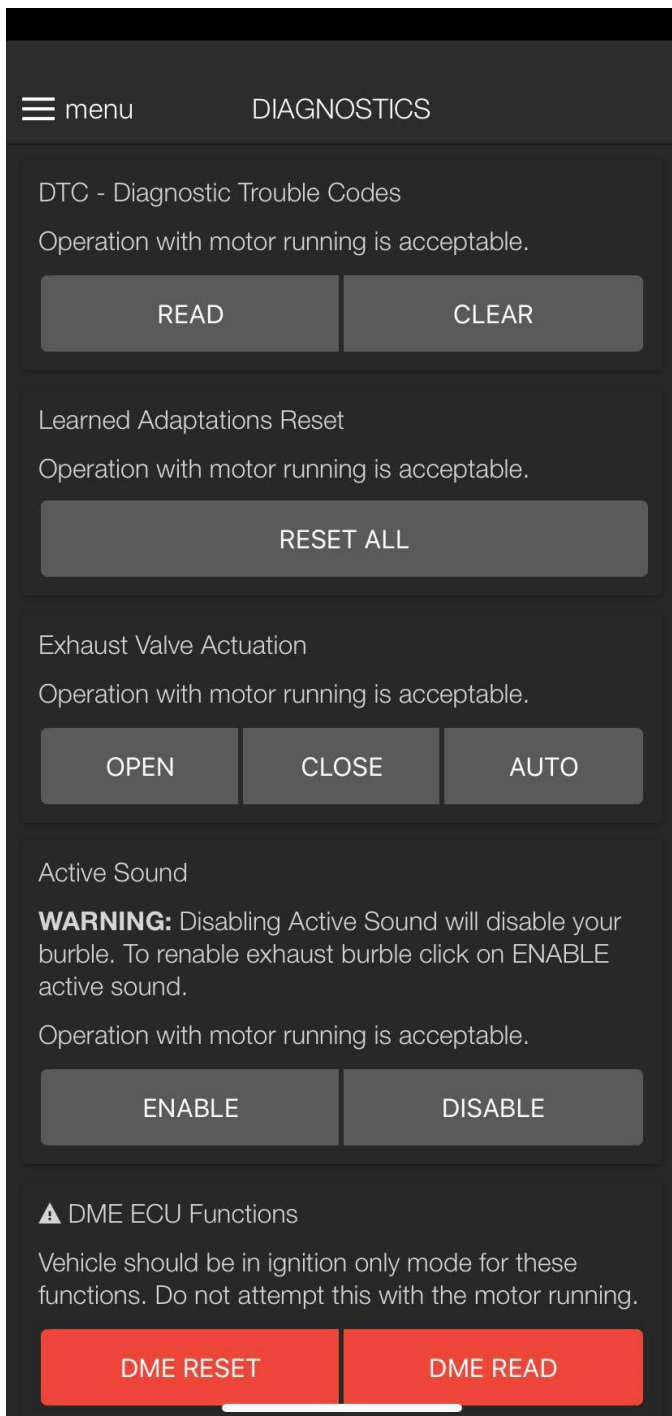 menu
DIAGNOSTICS
DTC - Diagnostic Trouble Codes
Operation with motor running is acceptable.
READ
CLEAR
Learned Adaptations Reset
Operation with motor running is acceptable.
RESET ALL
Exhaust Valve Actuation
Operation with motor running is acceptable.
OPEN
CLOSE
AUTO
Active Sound
WARNING: Disabling Active Sound will disable your
burble. To renable exhaust burble click on ENABLE
active sound.
Operation with motor running is acceptable.
ENABLE
DISABLE
DME ECU Functions
Vehicle should be in ignition only mode for these
functions. Do not attempt this with the motor running.
DME RESET
DME READ